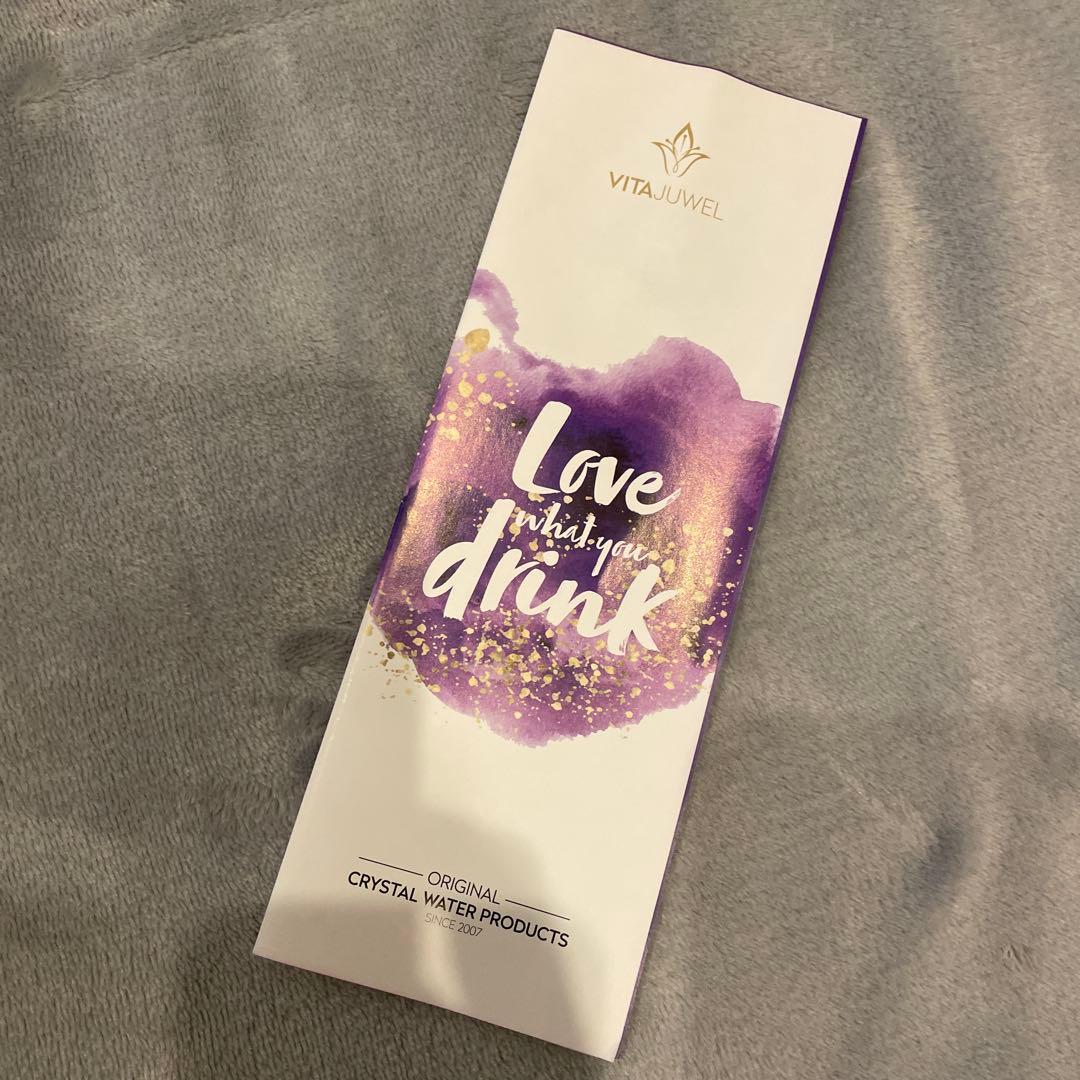 VITAJUWEL
Love
what you
drink
ORIGINAL
CRYSTAL WATER PRODUCTS
SINCE 2007